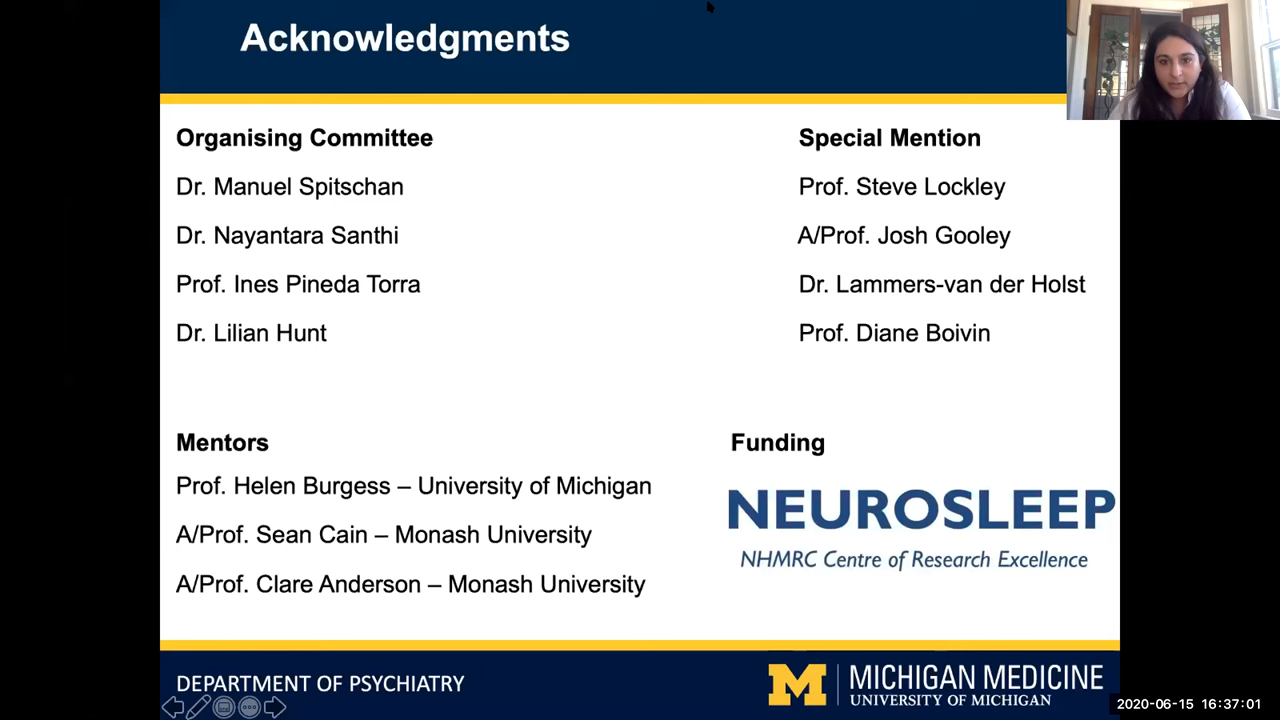 Acknowledgments
Organising Committee
Dr. Manuel Spitschan
Dr. Nayantara Santhi
Prof. Ines Pineda Torra
Dr. Lilian Hunt
Special Mention
Prof. Steve Lockley
A/Prof. Josh Gooley
Dr. Lammers-van der Holst
Prof. Diane Boivin
Mentors
Prof. Helen Burgess – University of Michigan
A/Prof. Sean Cain – Monash University
A/Prof. Clare Anderson – Monash University
Funding
NEUROSLEEP
NHMRC Centre of Research Excellence
DEPARTMENT OF PSYCHIATRY
M MICHIGAN MEDICINE
UNIVERSITY OF MICHIGAN
2020-06-15 16:37:01